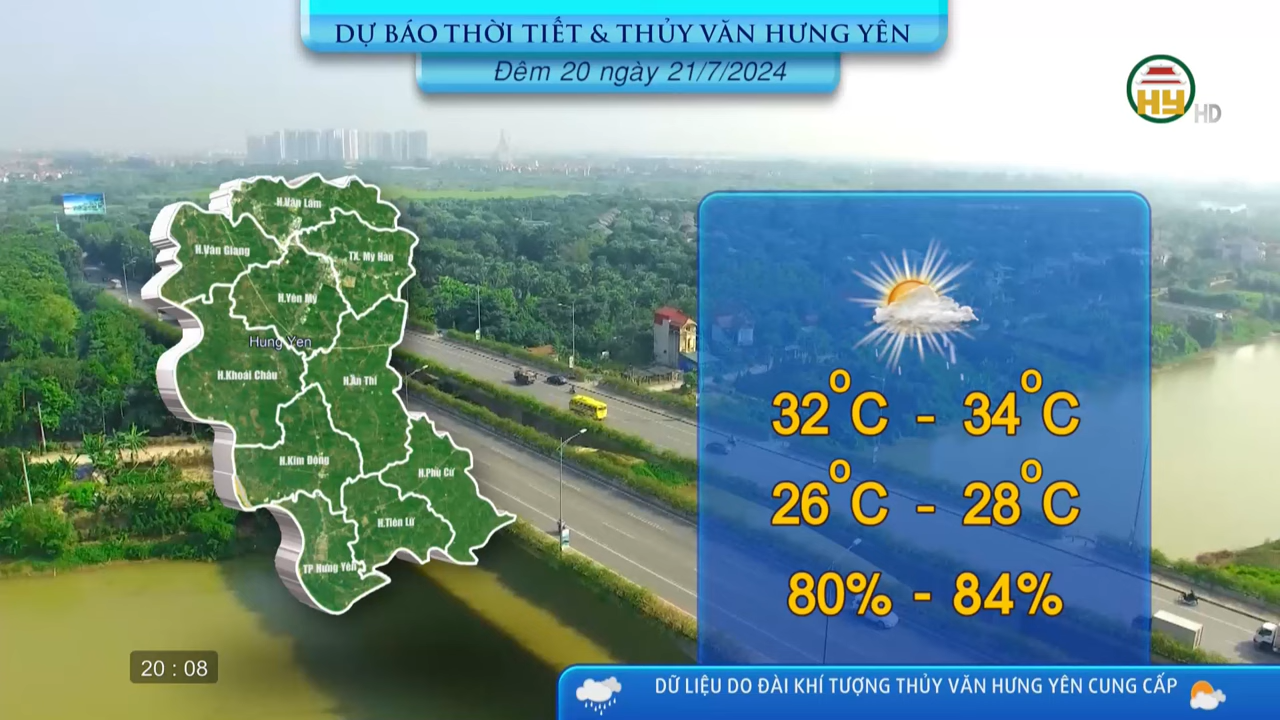 DỰ BÁO THỜI TIẾT & THỦY VĂN HƯNG YÊN
Đêm 20 ngày 21/7/2024
HY HD
H.Văn Lâm
H.Văn Giang
TX. Mỹ Hào
H.Yên Mỹ
Hung Yen
H.Khoái Châu
H.Ân Thi
H.Kim Động
H.Phù Cừ
H.Tiên Lữ
TP Hưng Yên
32°C - 34°C
26°C - 28°C
80% - 84%
20 : 08
DỮ LIỆU DO ĐÀI KHÍ TƯỢNG THỦY VĂN HƯNG YÊN CUNG CẤP